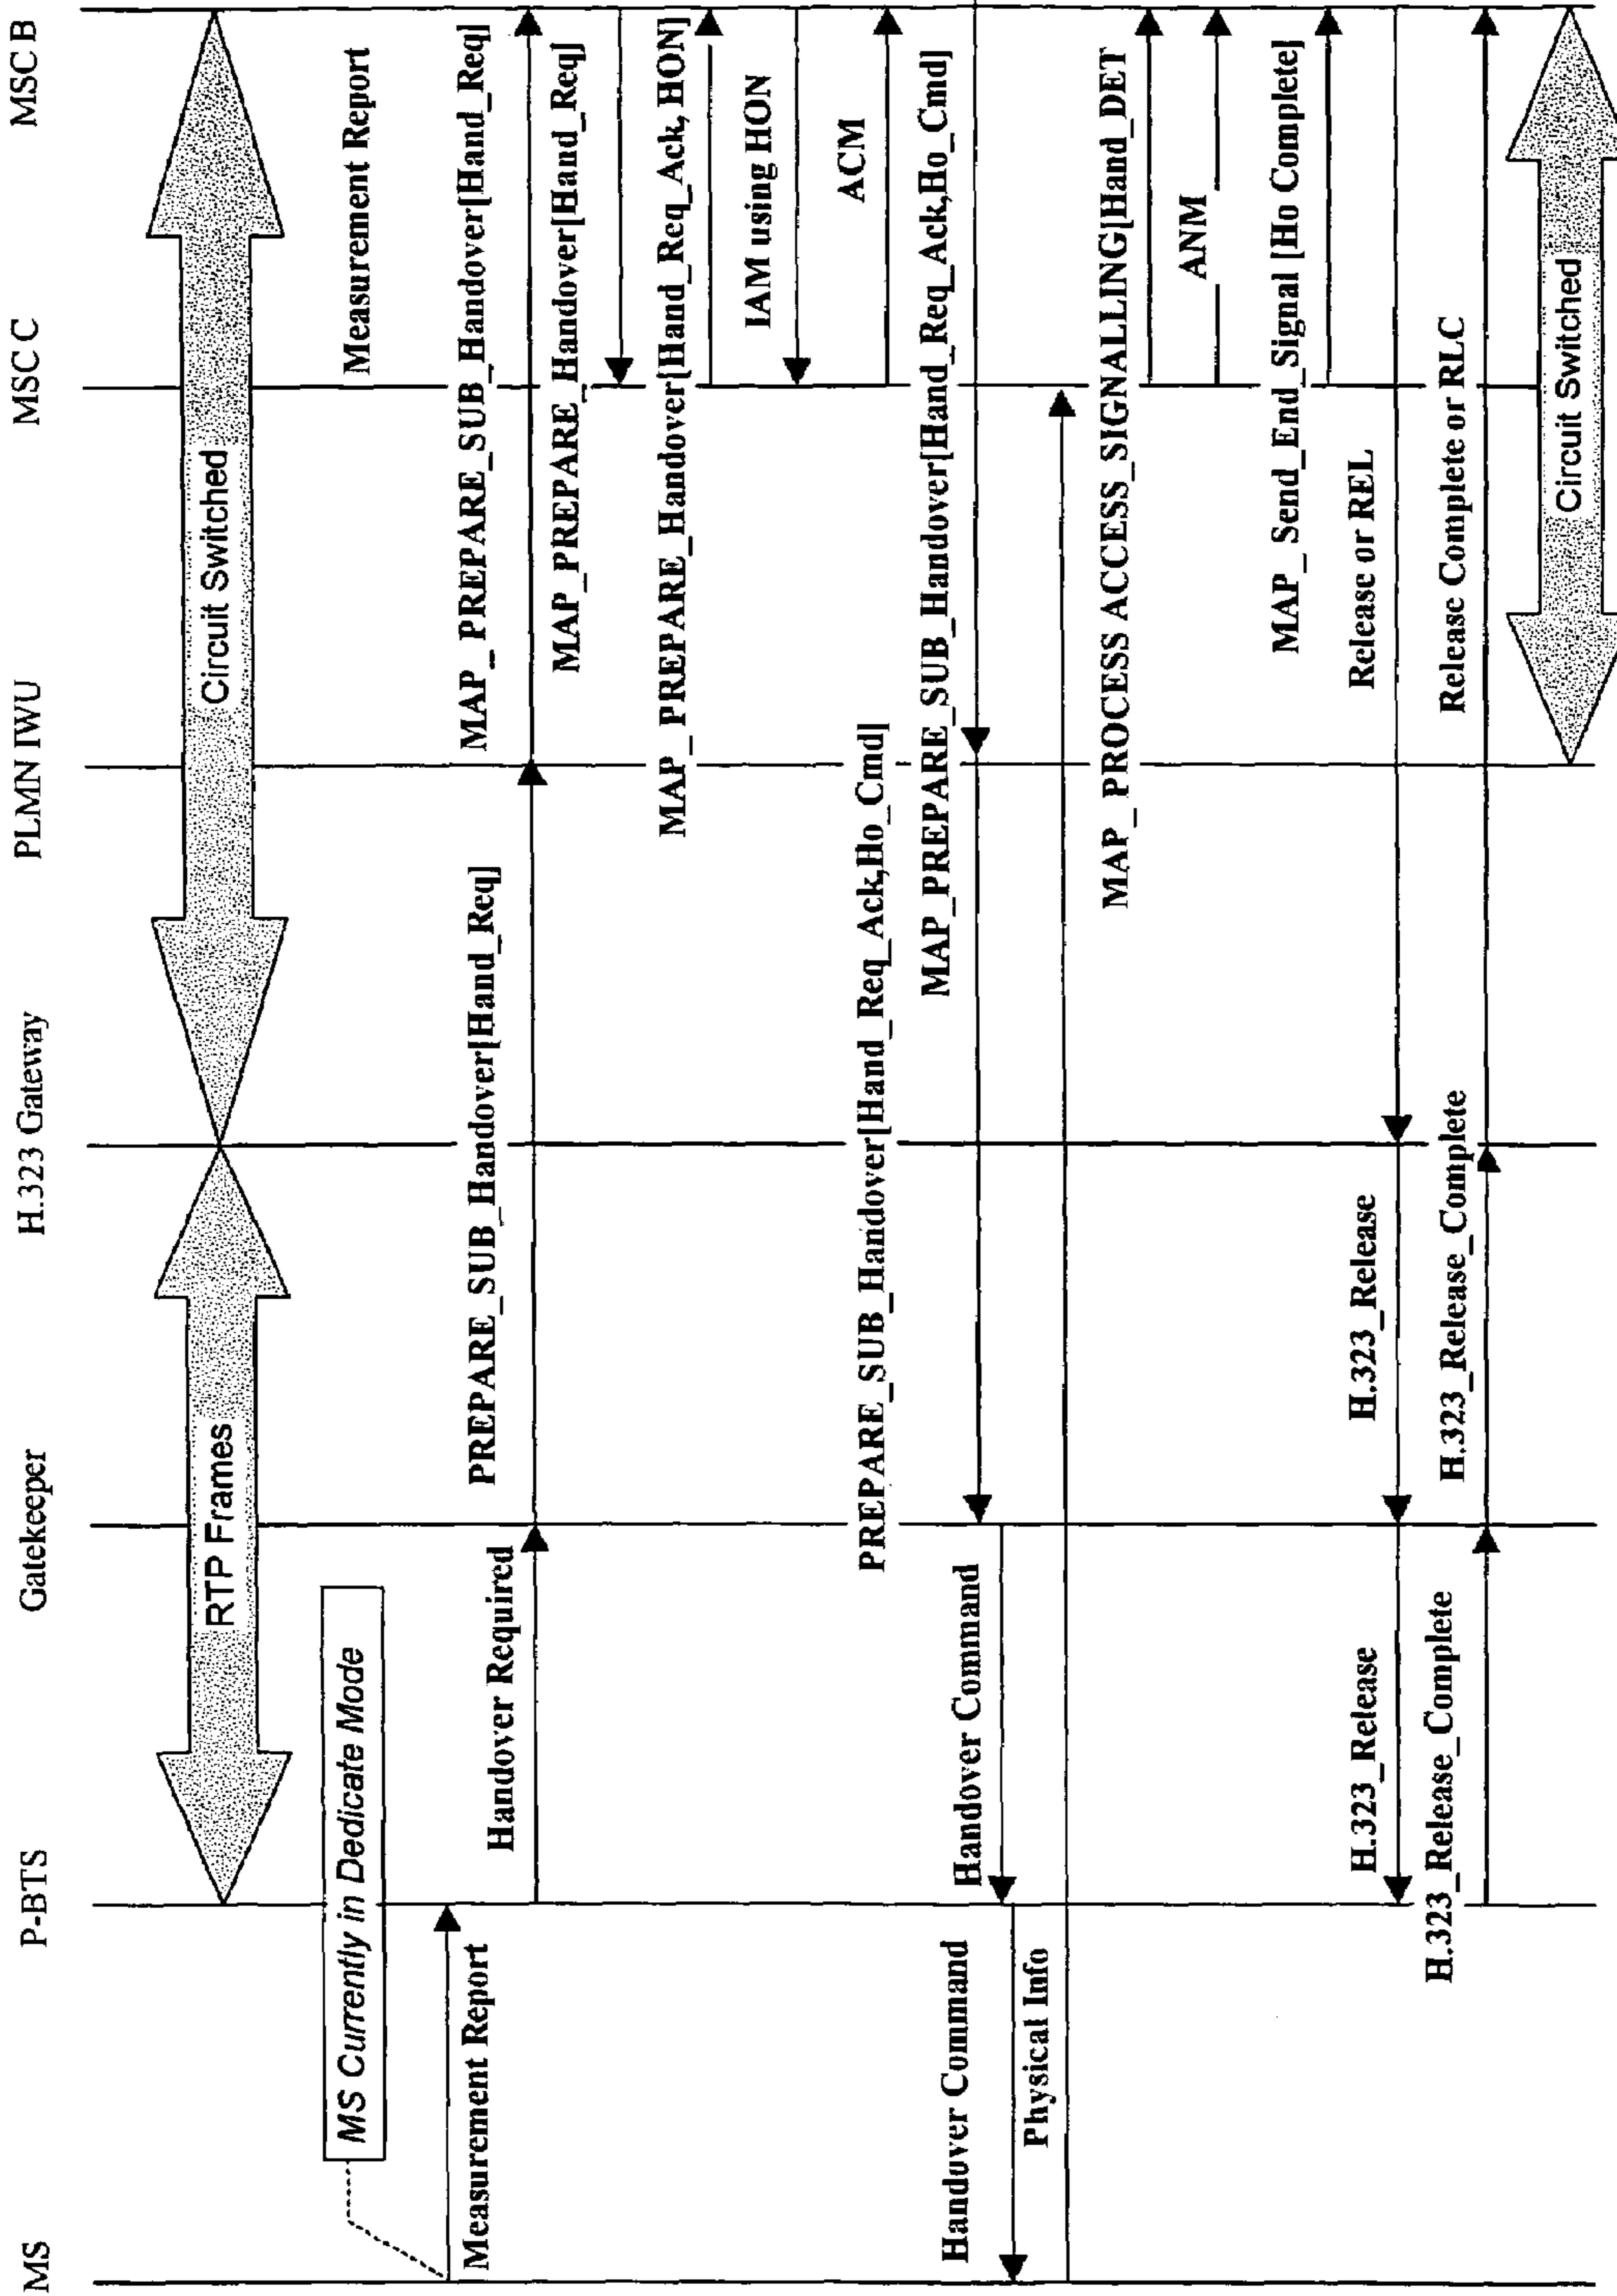 MS
P-BTS
Gatekeeper
H.323 Gateway
PLMN IWU
MSC C
MSC B
RTP Frames
Circuit Switched
MS Currently in Dedicate Mode
Measurement Report
Measurement Report
Handover Required
PREPARE_SUB_Handover[Hand_Req]
MAP_PREPARE_SUB_Handover[Hand_Req]
MAP_PREPARE_Handover[Hand_Req]
MAP_PREPARE_Handover[Hand_Req_Ack, HON]
IAM using HON
ACM
MAP_PREPARE_SUB_Handover[Hand_Req_Ack,Ho_Cmd]
PREPARE_SUB_Handover[Hand_Req_Ack,Ho_Cmd]
Handover Command
Handover Command
Physical Info
MAP_PROCESS ACCESS_SIGNALLING[Hand_DET
ANM
MAP_Send_End_Signal [Ho Complete]
Release or REL
H.323_Release
H.323_Release
H.323_Release_Complete
H.323_Release_Complete
Release Complete or RLC
Circuit Switched